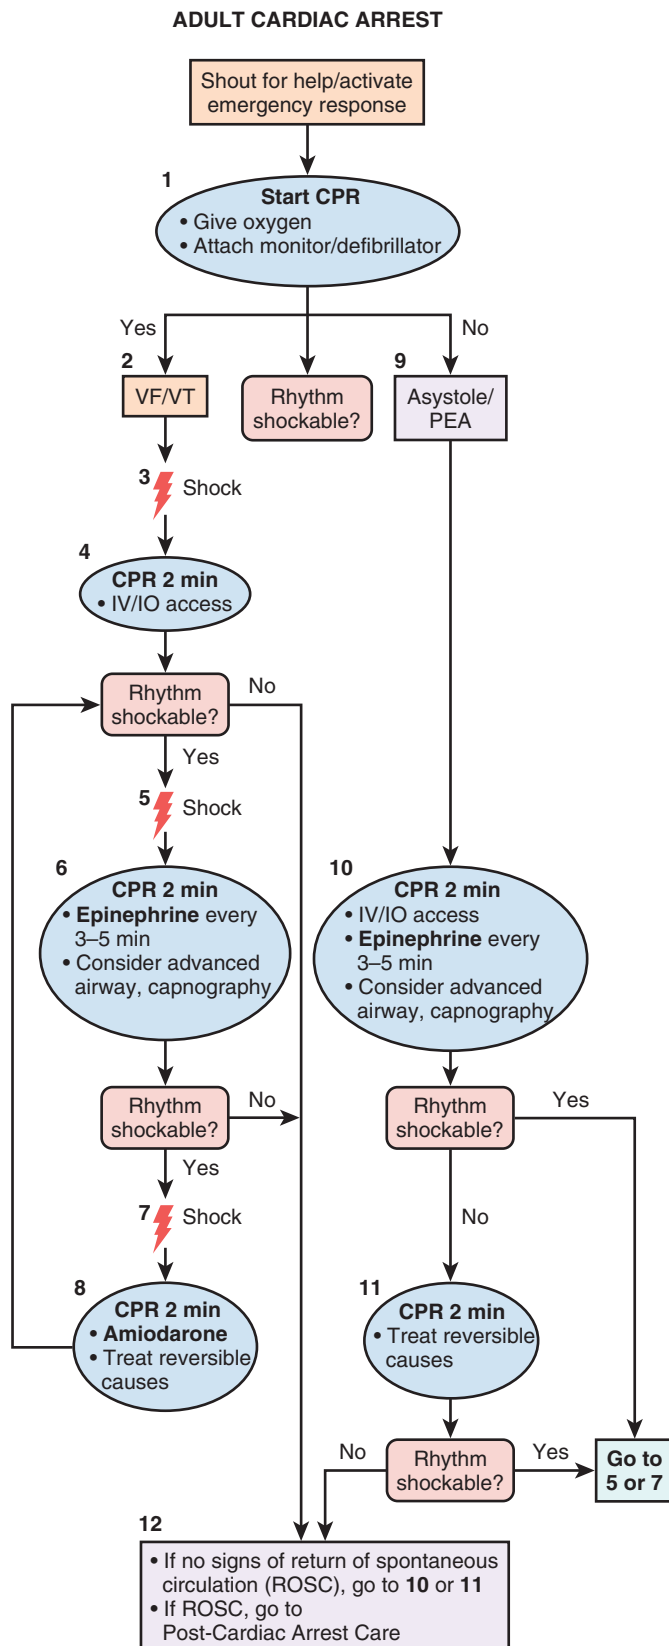 ADULT CARDIAC ARREST
Shout for help/activate
emergency response
1
Start CPR
• Give oxygen
• Attach monitor/defibrillator
Yes
No
2
VF/VT
Rhythm
shockable?
9
Asystole/
PEA
3
Shock
4
CPR 2 min
• IV/IO access
Rhythm
shockable?
No
Yes
5
Shock
6
CPR 2 min
• Epinephrine every
3–5 min
• Consider advanced
airway, capnography
10
CPR 2 min
• IV/IO access
• Epinephrine every
3–5 min
• Consider advanced
airway, capnography
Rhythm
shockable?
No
Yes
Rhythm
shockable?
Yes
No
7
Shock
8
CPR 2 min
• Amiodarone
• Treat reversible
causes
11
CPR 2 min
• Treat reversible
causes
No
Rhythm
shockable?
Yes
Go to
5 or 7
12
• If no signs of return of spontaneous
circulation (ROSC), go to 10 or 11
• If ROSC, go to
Post-Cardiac Arrest Care